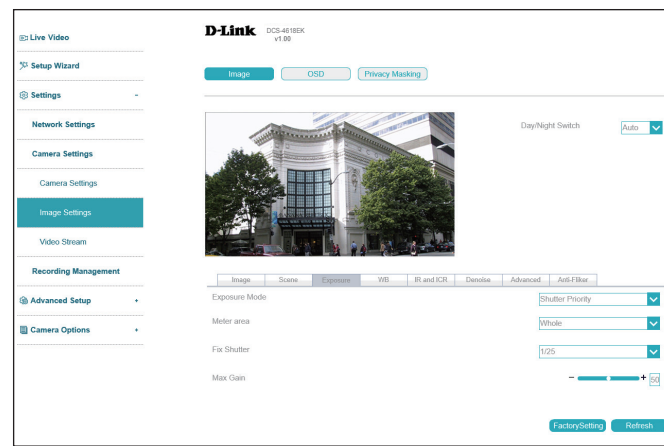 D-Link DCS-4618EK
v1.00
Live Video
Setup Wizard
Settings -
Network Settings
Camera Settings
Camera Settings
Image Settings
Video Stream
Recording Management
Advanced Setup +
Camera Options +
Image OSD Privacy Masking
Day/Night Switch Auto
Image Scene Exposure WB IR and ICR Denoise Advanced Anti-Fliker
Exposure Mode Shutter Priority
Meter area Whole
Fix Shutter 1/25
Max Gain - + 50
FactorySetting Refresh